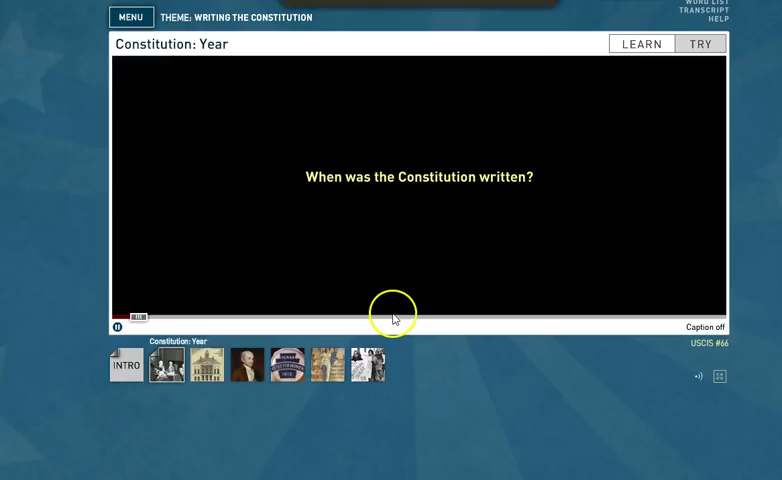 WORD LIST
MENU THEME: WRITING THE CONSTITUTION
TRANSCRIPT
HELP
Constitution: Year
LEARN TRY
When was the Constitution written?
Caption off
Constitution: Year
USCIS #66
INTRO